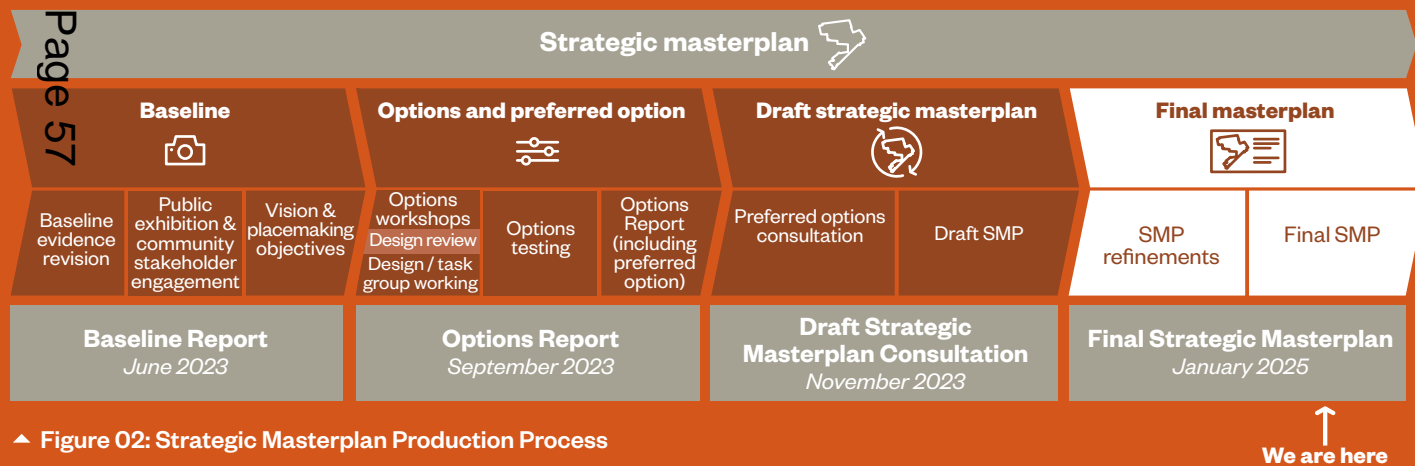 Page 57
Strategic masterplan
Baseline
Options and preferred option
Draft strategic masterplan
Final masterplan
Baseline
evidence
revision
Public
exhibition &
community
stakeholder
engagement
Vision &
placemaking
objectives
Options
workshops
Design review
Design / task
group working
Options
testing
Options
Report
(including
preferred
option)
Preferred options
consultation
Draft SMP
SMP
refinements
Final SMP
Baseline Report
June 2023
Options Report
September 2023
Draft Strategic
Masterplan Consultation
November 2023
Final Strategic Masterplan
January 2025
Figure 02: Strategic Masterplan Production Process
We are here